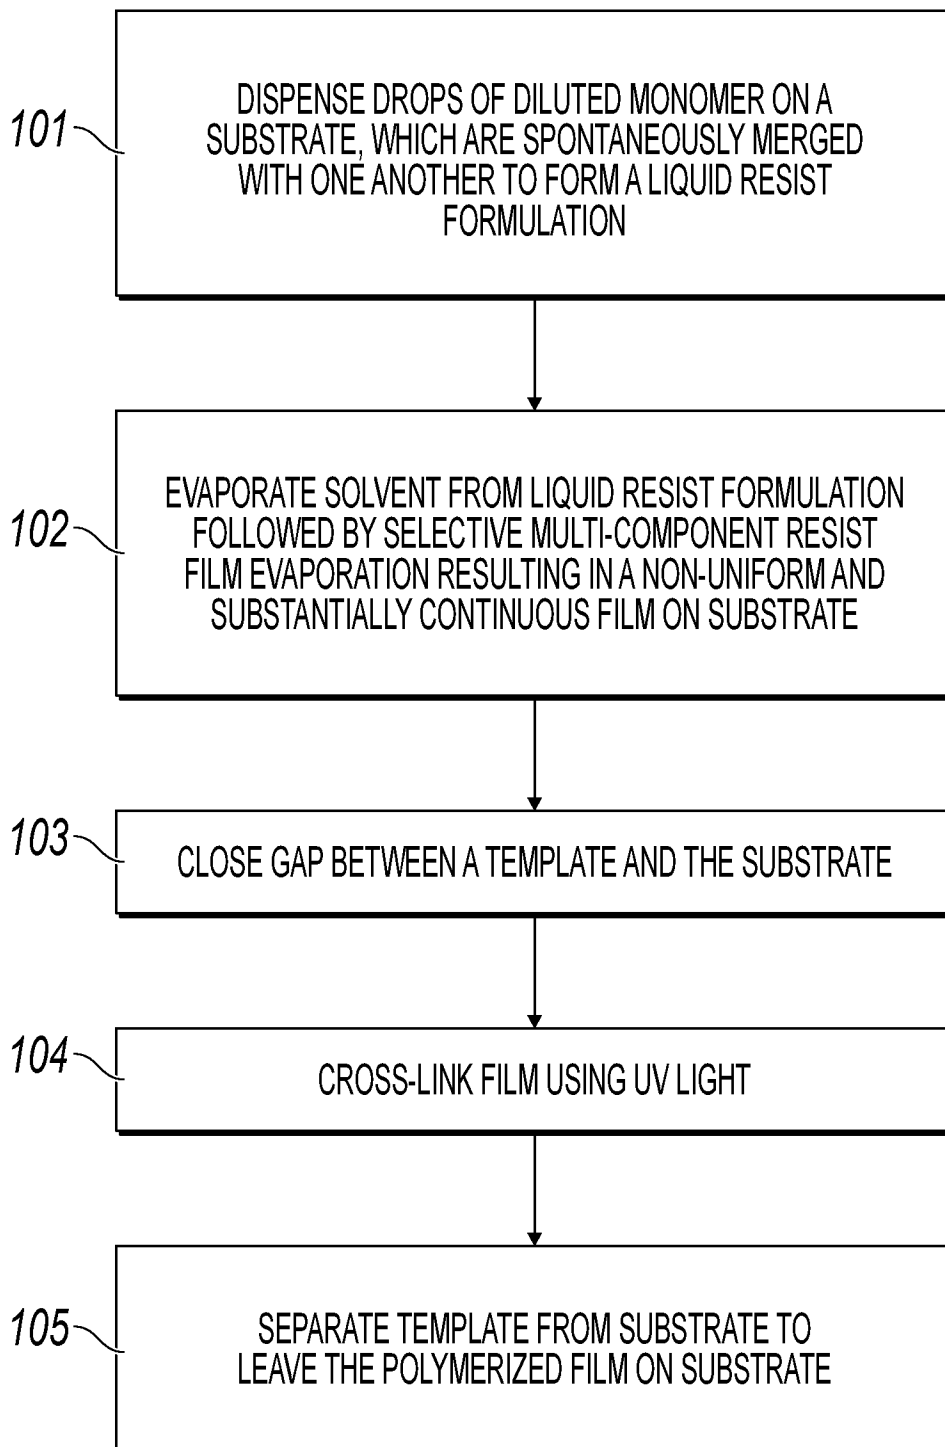 101
DISPENSE DROPS OF DILUTED MONOMER ON A
SUBSTRATE, WHICH ARE SPONTANEOUSLY MERGED
WITH ONE ANOTHER TO FORM A LIQUID RESIST
FORMULATION
102
EVAPORATE SOLVENT FROM LIQUID RESIST FORMULATION
FOLLOWED BY SELECTIVE MULTI-COMPONENT RESIST
FILM EVAPORATION RESULTING IN A NON-UNIFORM AND
SUBSTANTIALLY CONTINUOUS FILM ON SUBSTRATE
103
CLOSE GAP BETWEEN A TEMPLATE AND THE SUBSTRATE
104
CROSS-LINK FILM USING UV LIGHT
105
SEPARATE TEMPLATE FROM SUBSTRATE TO
LEAVE THE POLYMERIZED FILM ON SUBSTRATE